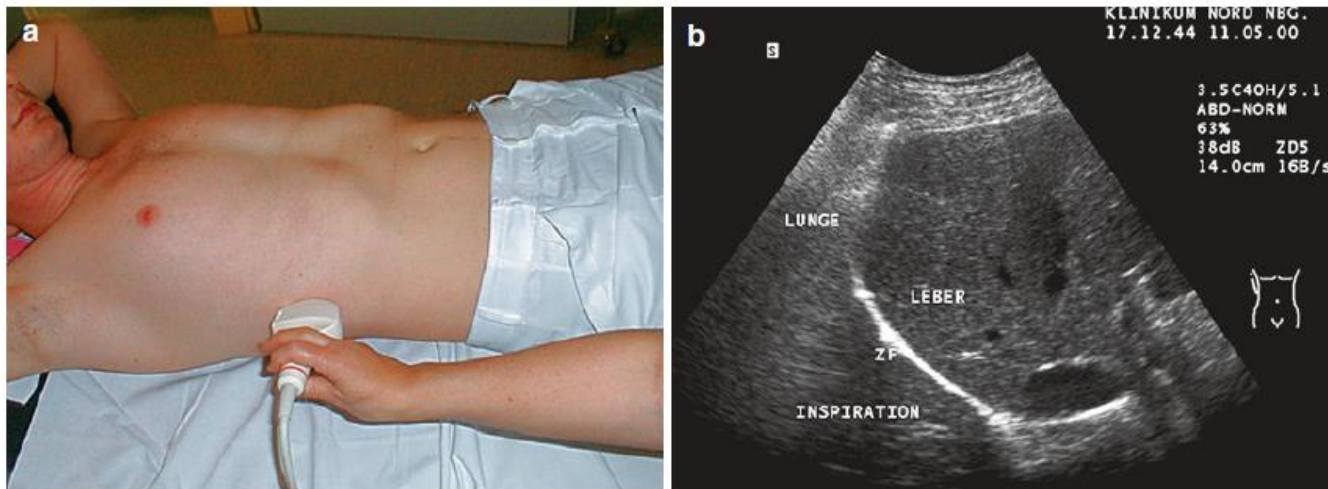 a
b
S
KLINIKUM NORD NBG.
17.12.44 11.05.00
3.5C40H/5.1
ABD-NORM
63%
38dB ZD5
14.0cm 16B/s
LUNGE
LEBER
ZF
INSPIRATION